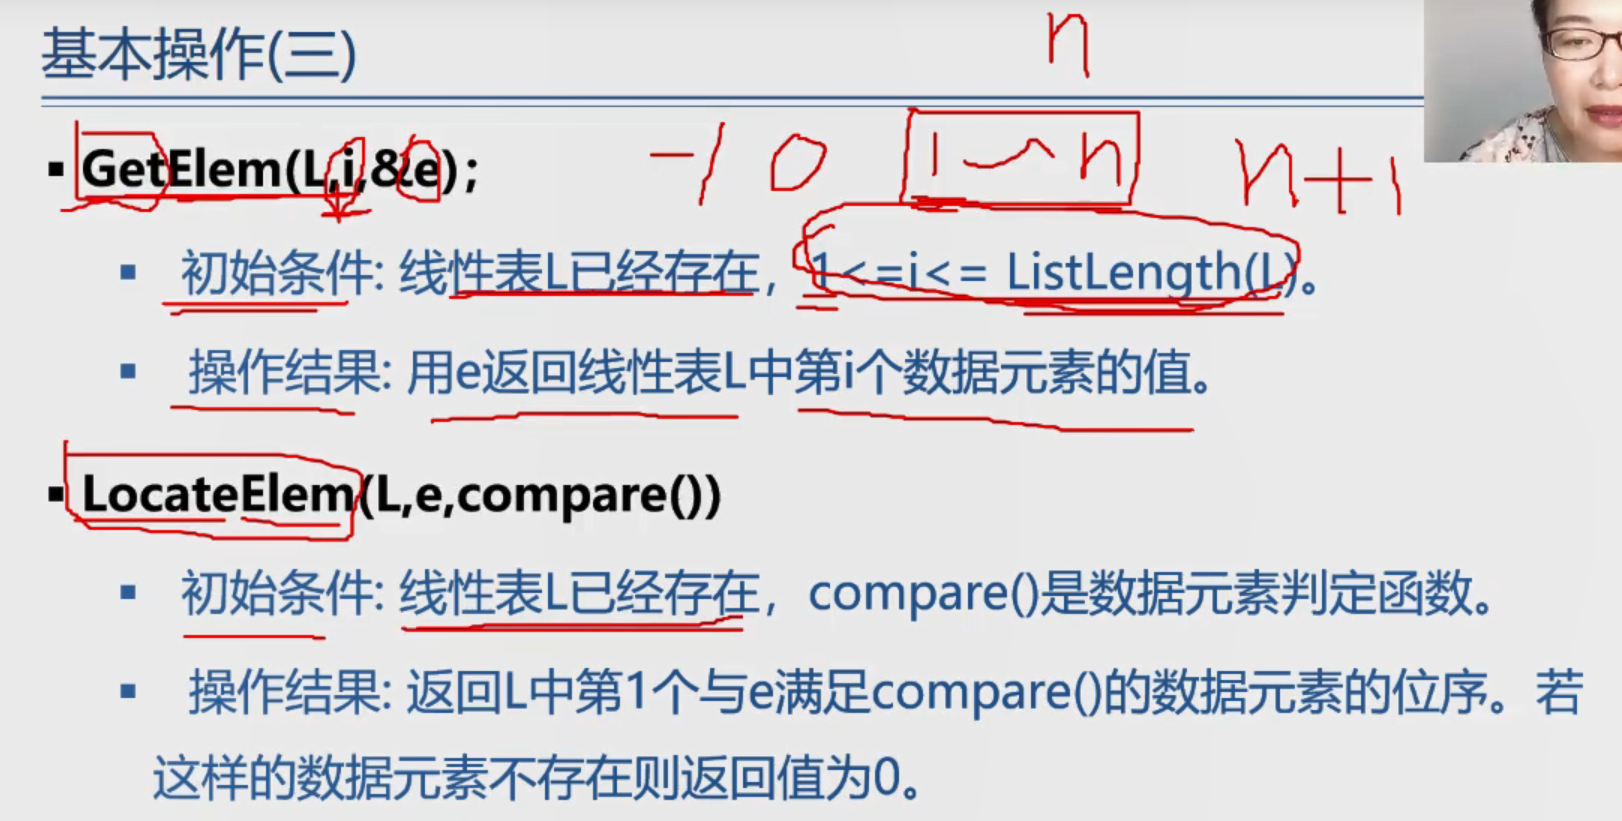 基本操作(三)
n
▪ GetElem(L,i,&e);
-1 0 1~n n+1
▪ 初始条件: 线性表L已经存在，1<=i<= ListLength(L)。
▪ 操作结果: 用e返回线性表L中第i个数据元素的值。
▪ LocateElem(L,e,compare())
▪ 初始条件: 线性表L已经存在，compare()是数据元素判定函数。
▪ 操作结果: 返回L中第1个与e满足compare()的数据元素的位序。若
这样的数据元素不存在则返回值为0。